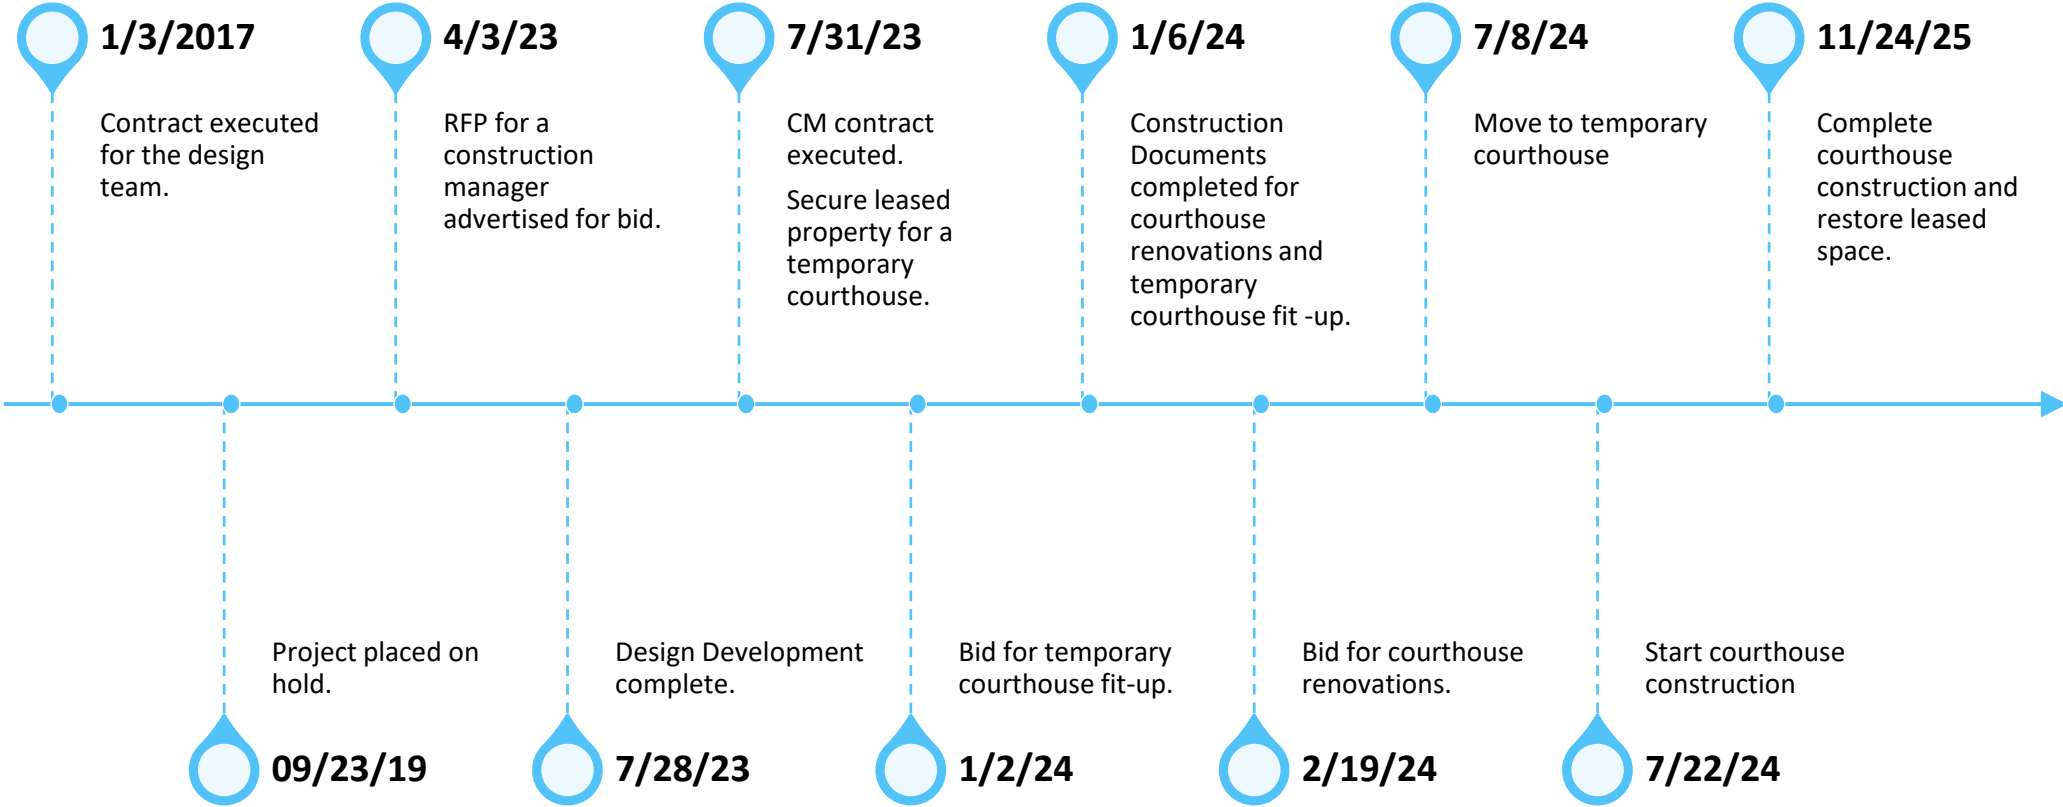 1/3/2017
Contract executed
for the design
team.
4/3/23
RFP for a
construction
manager
advertised for bid.
7/31/23
CM contract
executed.
Secure leased
property for a
temporary
courthouse.
1/6/24
Construction
Documents
completed for
courthouse
renovations and
temporary
courthouse fit -up.
7/8/24
Move to temporary
courthouse
11/24/25
Complete
courthouse
construction and
restore leased
space.
Project placed on
hold.
09/23/19
Design Development
complete.
7/28/23
Bid for temporary
courthouse fit-up.
1/2/24
Bid for courthouse
renovations.
2/19/24
Start courthouse
construction
7/22/24